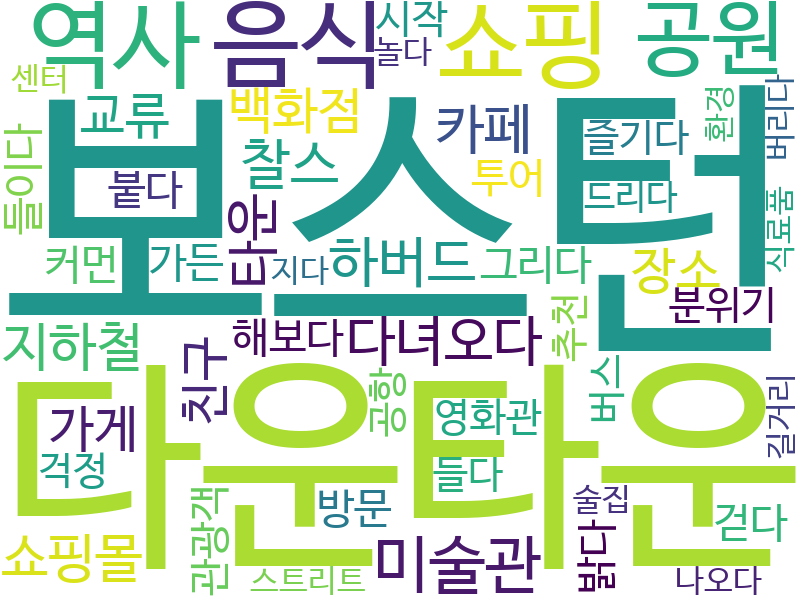 역사
음식
시작
놀다
쇼핑
공원
센터
교류
백화점
카페
즐기다
환경
버리다
보스턴
들이다
붙다
찰스
투어
드리다
타운
식료품
커먼
가든
지다
하버드
그리다
장소
분위기
지하철
친구
해보다
다녀오다
추천
다운타운
가게
공항
영화관
버스
길거리
걱정
들다
쇼핑몰
관광객
방문
술집
걷다
스트리트
미술관
밝다
나오다